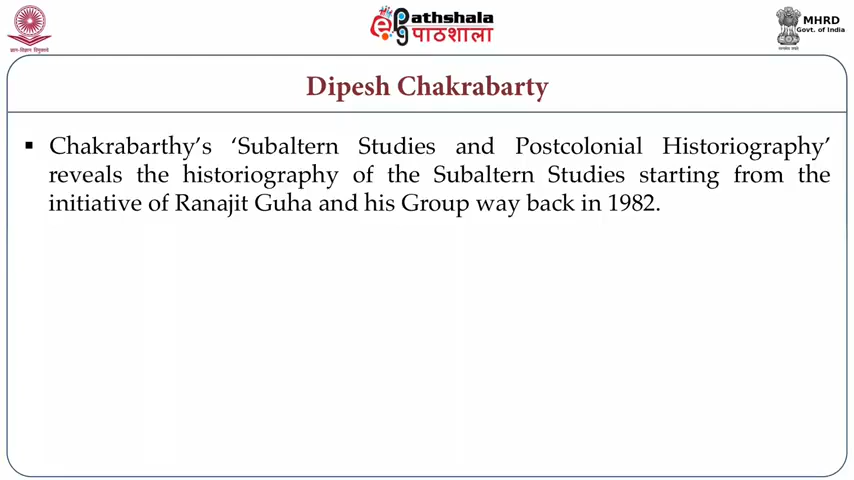 ePathshala
पाठशाला
MHRD
Govt. of India
Dipesh Chakrabarty
▪ Chakrabarthy’s ‘Subaltern Studies and Postcolonial Historiography’
reveals the historiography of the Subaltern Studies starting from the
initiative of Ranajit Guha and his Group way back in 1982.